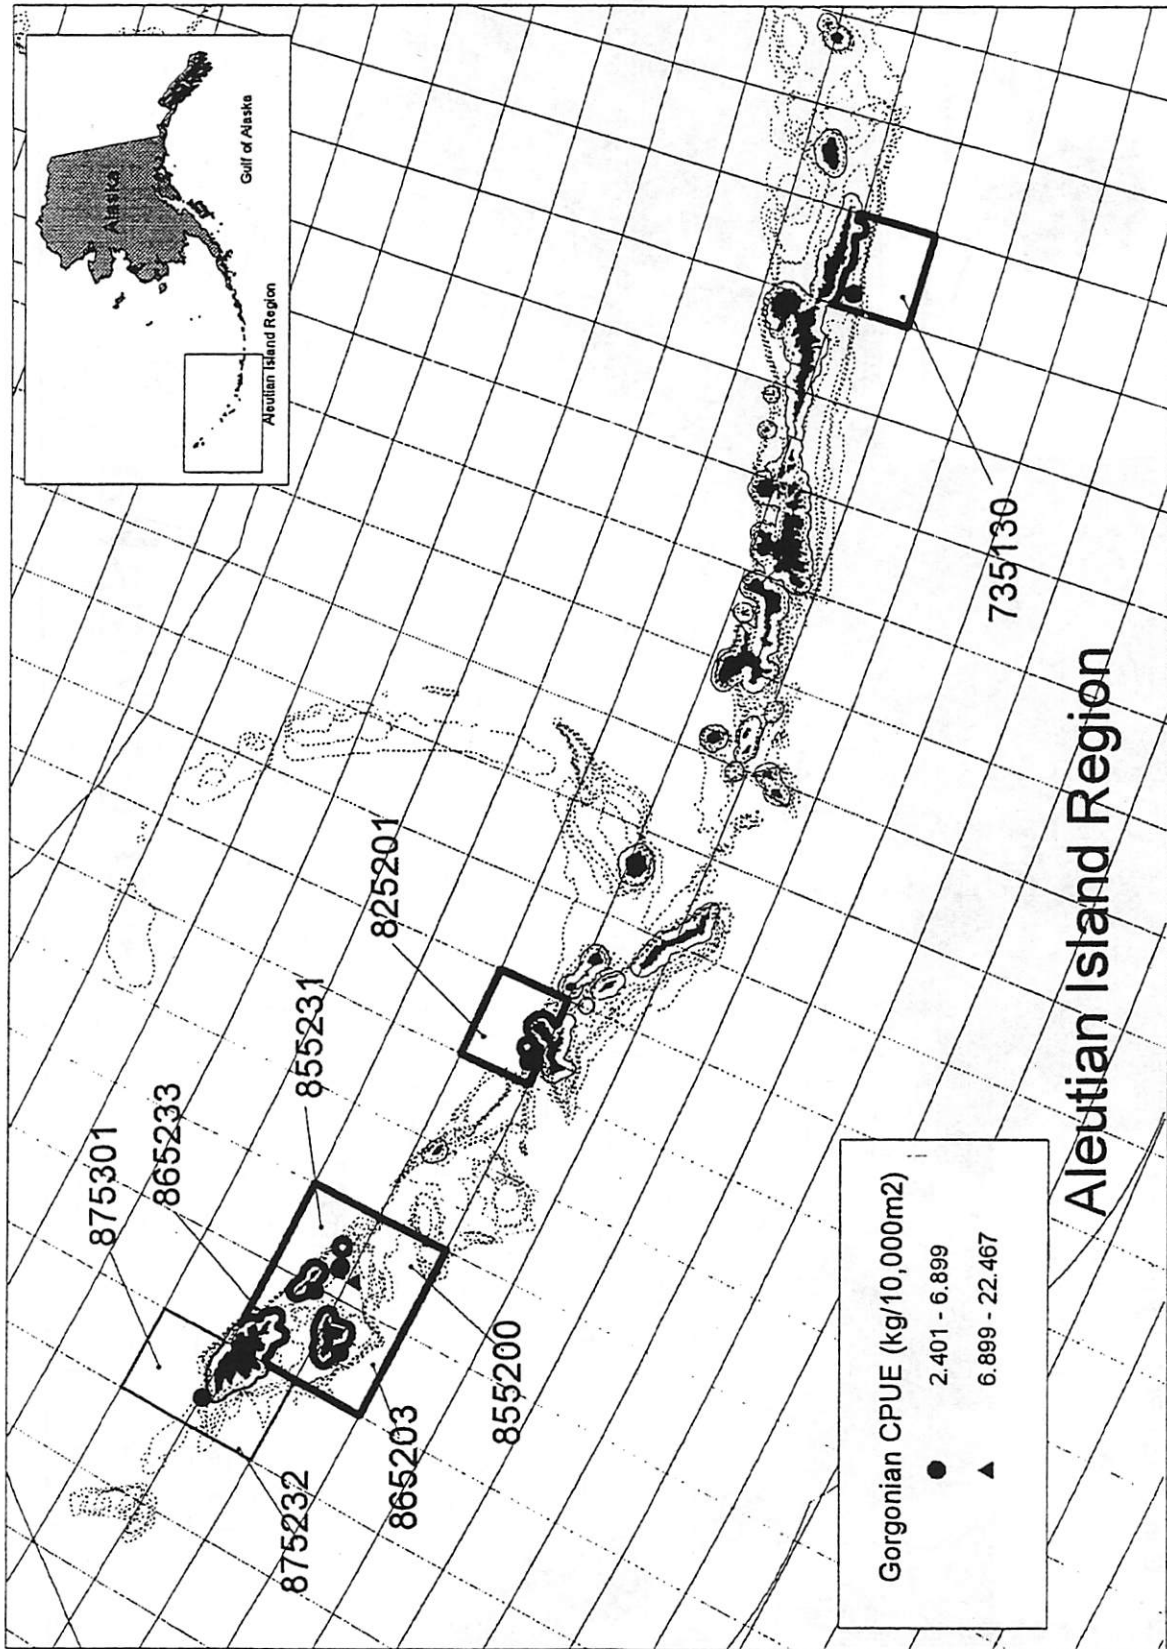 Alaska
Gulf of Alaska
Aleutian Island Region
875301
865233
855231
825201
875232
865203
855200
735130
Gorgonian CPUE (kg/10,000m2)
2.401 - 6.899
6.899 - 22.467
Aleutian Island Region